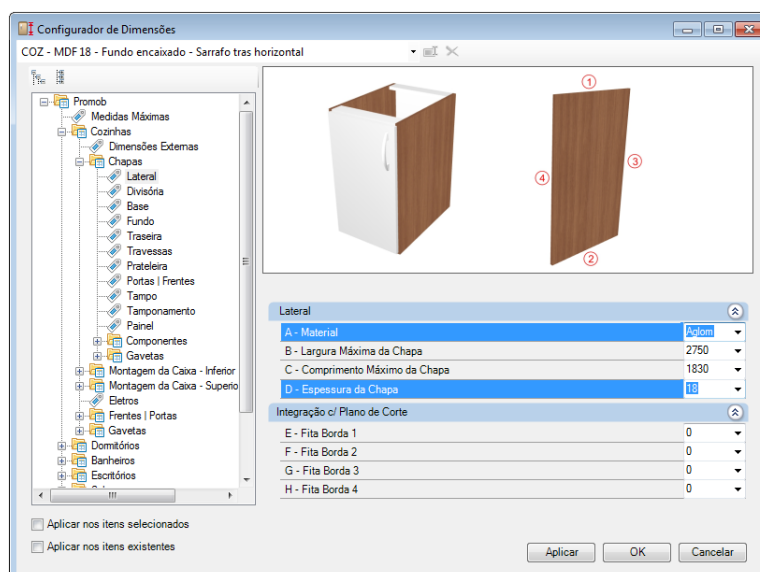 Configurador de Dimensões
COZ - MDF 18 - Fundo encaixado - Sarrafo tras horizontal
Promob
Medidas Máximas
Cozinhas
Dimensões Externas
Chapas
Lateral
Divisória
Base
Fundo
Traseira
Travessas
Prateleira
Portas | Frentes
Tampo
Tamponamento
Painel
Componentes
Gavetas
Montagem da Caixa - Inferior
Montagem da Caixa - Superio
Eletros
Frentes | Portas
Gavetas
Dormitórios
Banheiros
Escritórios
1
3
4
2
Lateral
A - Material Aglom
B - Largura Máxima da Chapa 2750
C - Comprimento Máximo da Chapa 1830
D - Espessura da Chapa 18
Integração c/ Plano de Corte
E - Fita Borda 1 0
F - Fita Borda 2 0
G - Fita Borda 3 0
H - Fita Borda 4 0
Aplicar nos itens selecionados
Aplicar nos itens existentes
Aplicar OK Cancelar